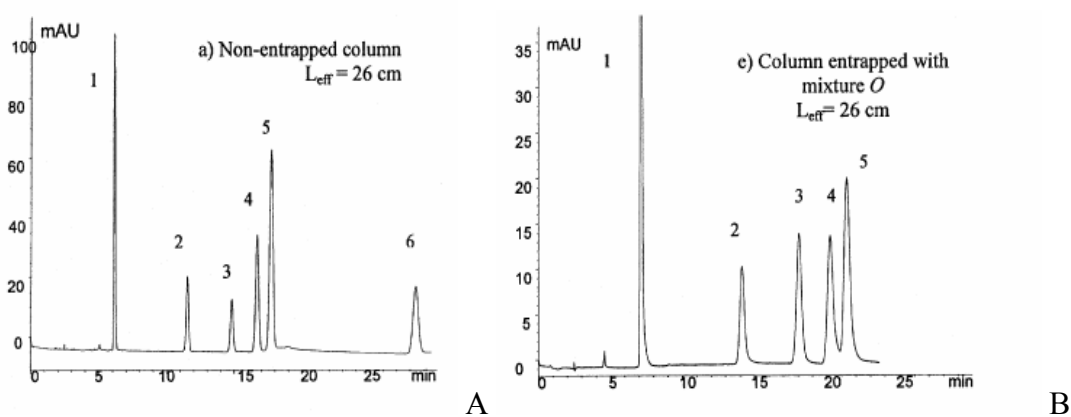 mAU
a) Non-entrapped column
Leff = 26 cm
100
80
60
40
20
0
1
2
3
4
5
6
0 5 10 15 20 25 min
A
mAU
e) Column entrapped with
mixture O
Leff= 26 cm
35
30
25
20
15
10
5
0
1
2
3
4
5
0 5 10 15 20 25 min
B